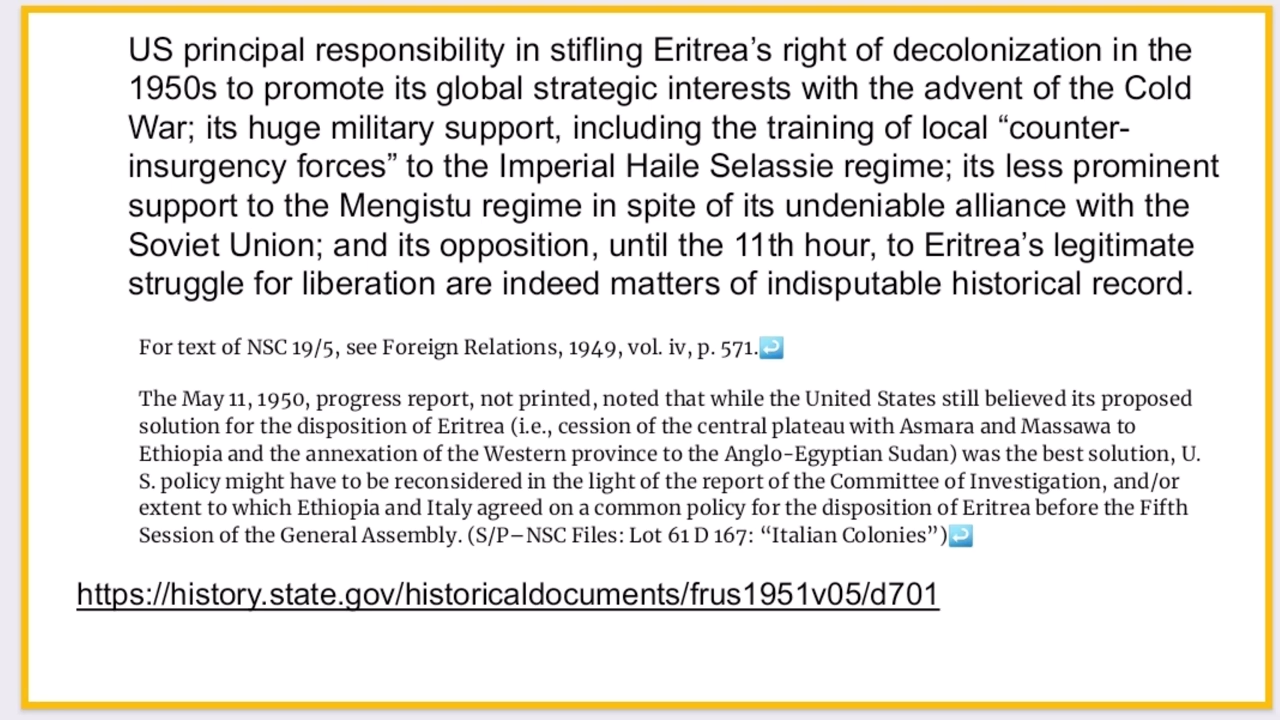 US principal responsibility in stifling Eritrea’s right of decolonization in the
1950s to promote its global strategic interests with the advent of the Cold
War; its huge military support, including the training of local “counter-
insurgency forces” to the Imperial Haile Selassie regime; its less prominent
support to the Mengistu regime in spite of its undeniable alliance with the
Soviet Union; and its opposition, until the 11th hour, to Eritrea’s legitimate
struggle for liberation are indeed matters of indisputable historical record.
For text of NSC 19/5, see Foreign Relations, 1949, vol. iv, p. 571.
The May 11, 1950, progress report, not printed, noted that while the United States still believed its proposed
solution for the disposition of Eritrea (i.e., cession of the central plateau with Asmara and Massawa to
Ethiopia and the annexation of the Western province to the Anglo-Egyptian Sudan) was the best solution, U.
S. policy might have to be reconsidered in the light of the report of the Committee of Investigation, and/or
extent to which Ethiopia and Italy agreed on a common policy for the disposition of Eritrea before the Fifth
Session of the General Assembly. (S/P–NSC Files: Lot 61 D 167: “Italian Colonies”)
https://history.state.gov/historicaldocuments/frus1951v05/d701